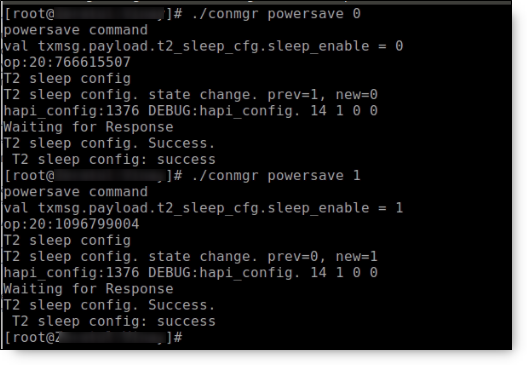 [root@ ]# ./conmgr powersave 0
powersave command
val txmsg.payload.t2_sleep_cfg.sleep_enable = 0
op:20:766615507
T2 sleep config
T2 sleep config. state change. prev=1, new=0
hapi_config:1376 DEBUG:hapi_config. 14 1 0 0
Waiting for Response
T2 sleep config. Success.
 T2 sleep config: success
[root@ ]# ./conmgr powersave 1
powersave command
val txmsg.payload.t2_sleep_cfg.sleep_enable = 1
op:20:1096799004
T2 sleep config
T2 sleep config. state change. prev=0, new=1
hapi_config:1376 DEBUG:hapi_config. 14 1 0 0
Waiting for Response
T2 sleep config. Success.
 T2 sleep config: success
[root@ ]#